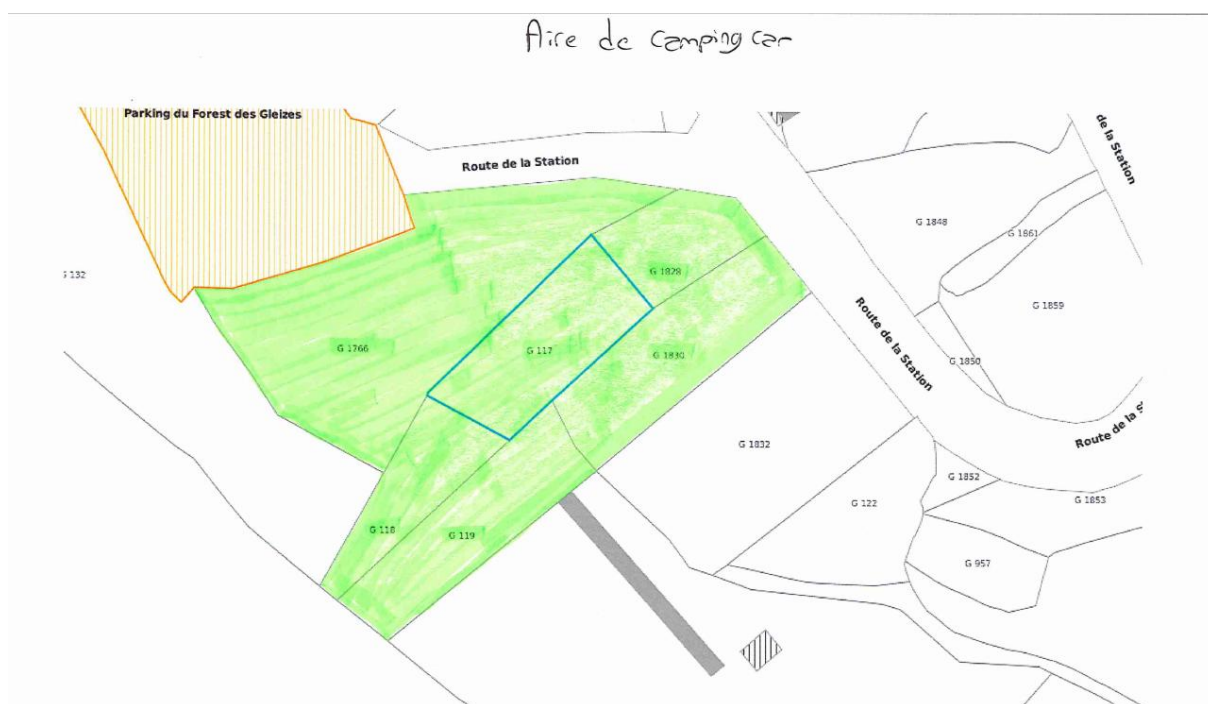 Aire de camping car
Parking du Forest des Gleizes
Route de la Station
de la Station
G 1848
G 1861
G 132
G 1828
G 1859
Route de la Station
G 1766
G 117
G 1830
G 1850
Route de la St
G 1832
G 1852
G 1853
G 122
G 118
G 119
G 957